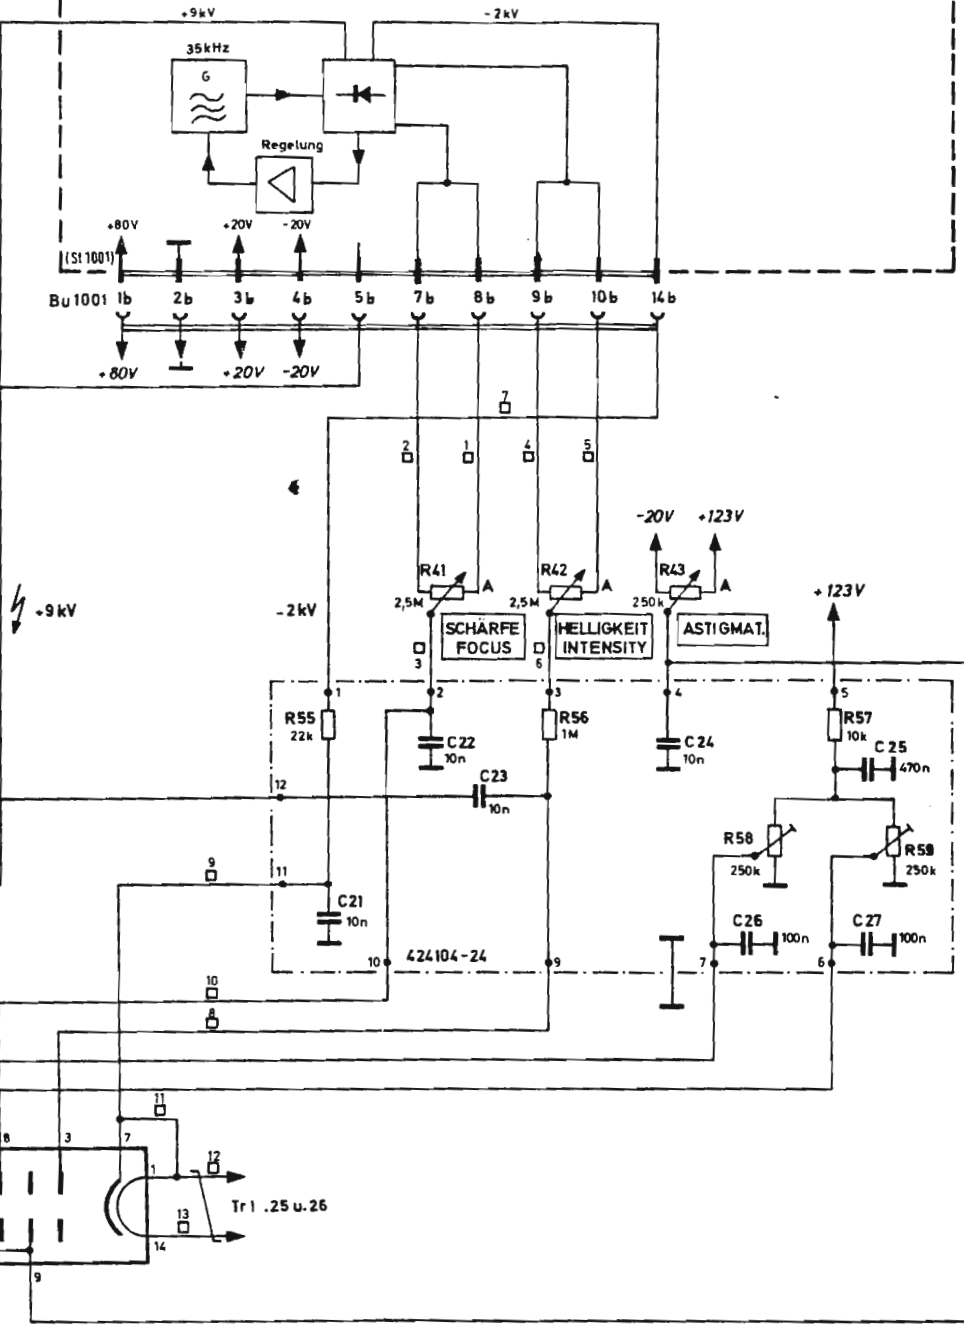 +9kV
-2kV
35kHz
G
Regelung
+80V
+20V
-20V
(St 1001)
Bu1001 1b 2b 3b 4b 5b 7b 8b 9b 10b 14b
+80V
+20V
-20V
7
2
1
4
5
-20V
+123V
R41
A
R42
A
R43
A
2,5M
2,5M
250k
+9kV
-2kV
+123V
SCHÄRFE
FOCUS
HELLIGKEIT
INTENSITY
ASTIGMAT.
3
6
1
2
3
4
5
R55
22k
R56
1M
R57
10k
C22
10n
C24
10n
C25
470n
C23
10n
12
R58
250k
R59
250k
9
11
C21
10n
C26
100n
C27
100n
10
424104-24
9
7
6
10
8
11
8
3
7
1
12
Tr1 .25 u. 26
13
14
9